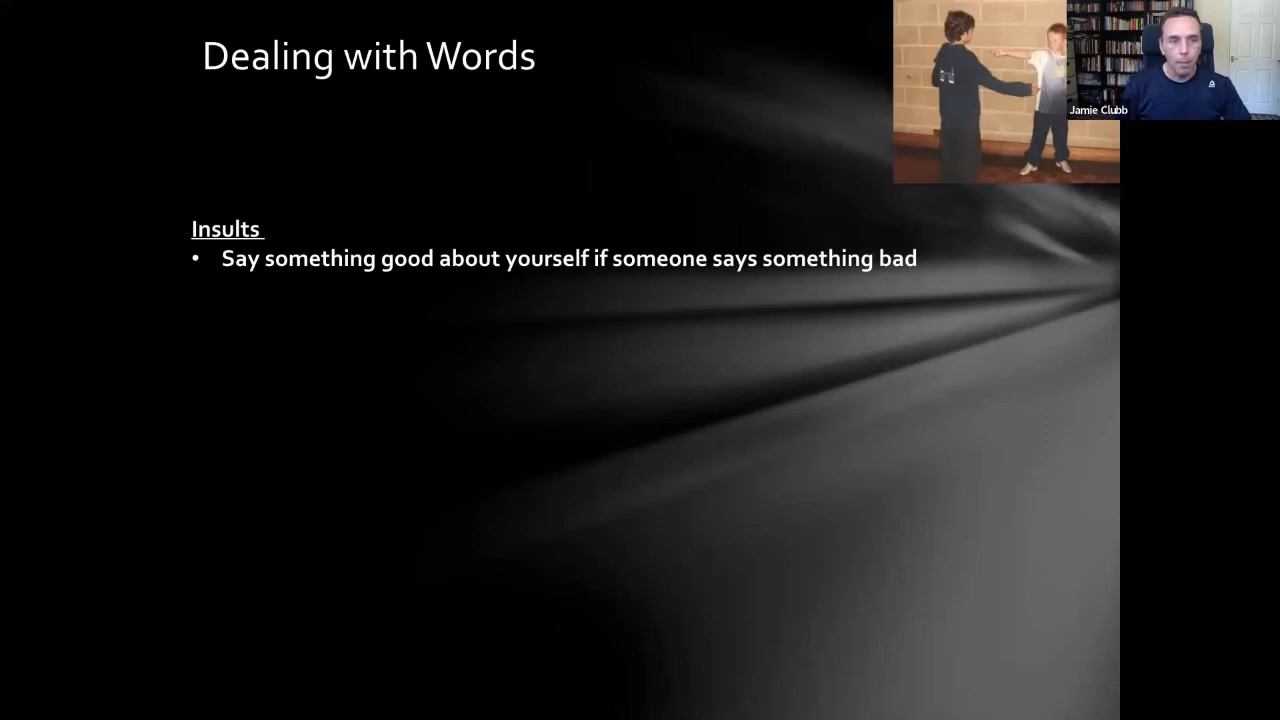 Dealing with Words
Jamie Clubb
Insults
• Say something good about yourself if someone says something bad